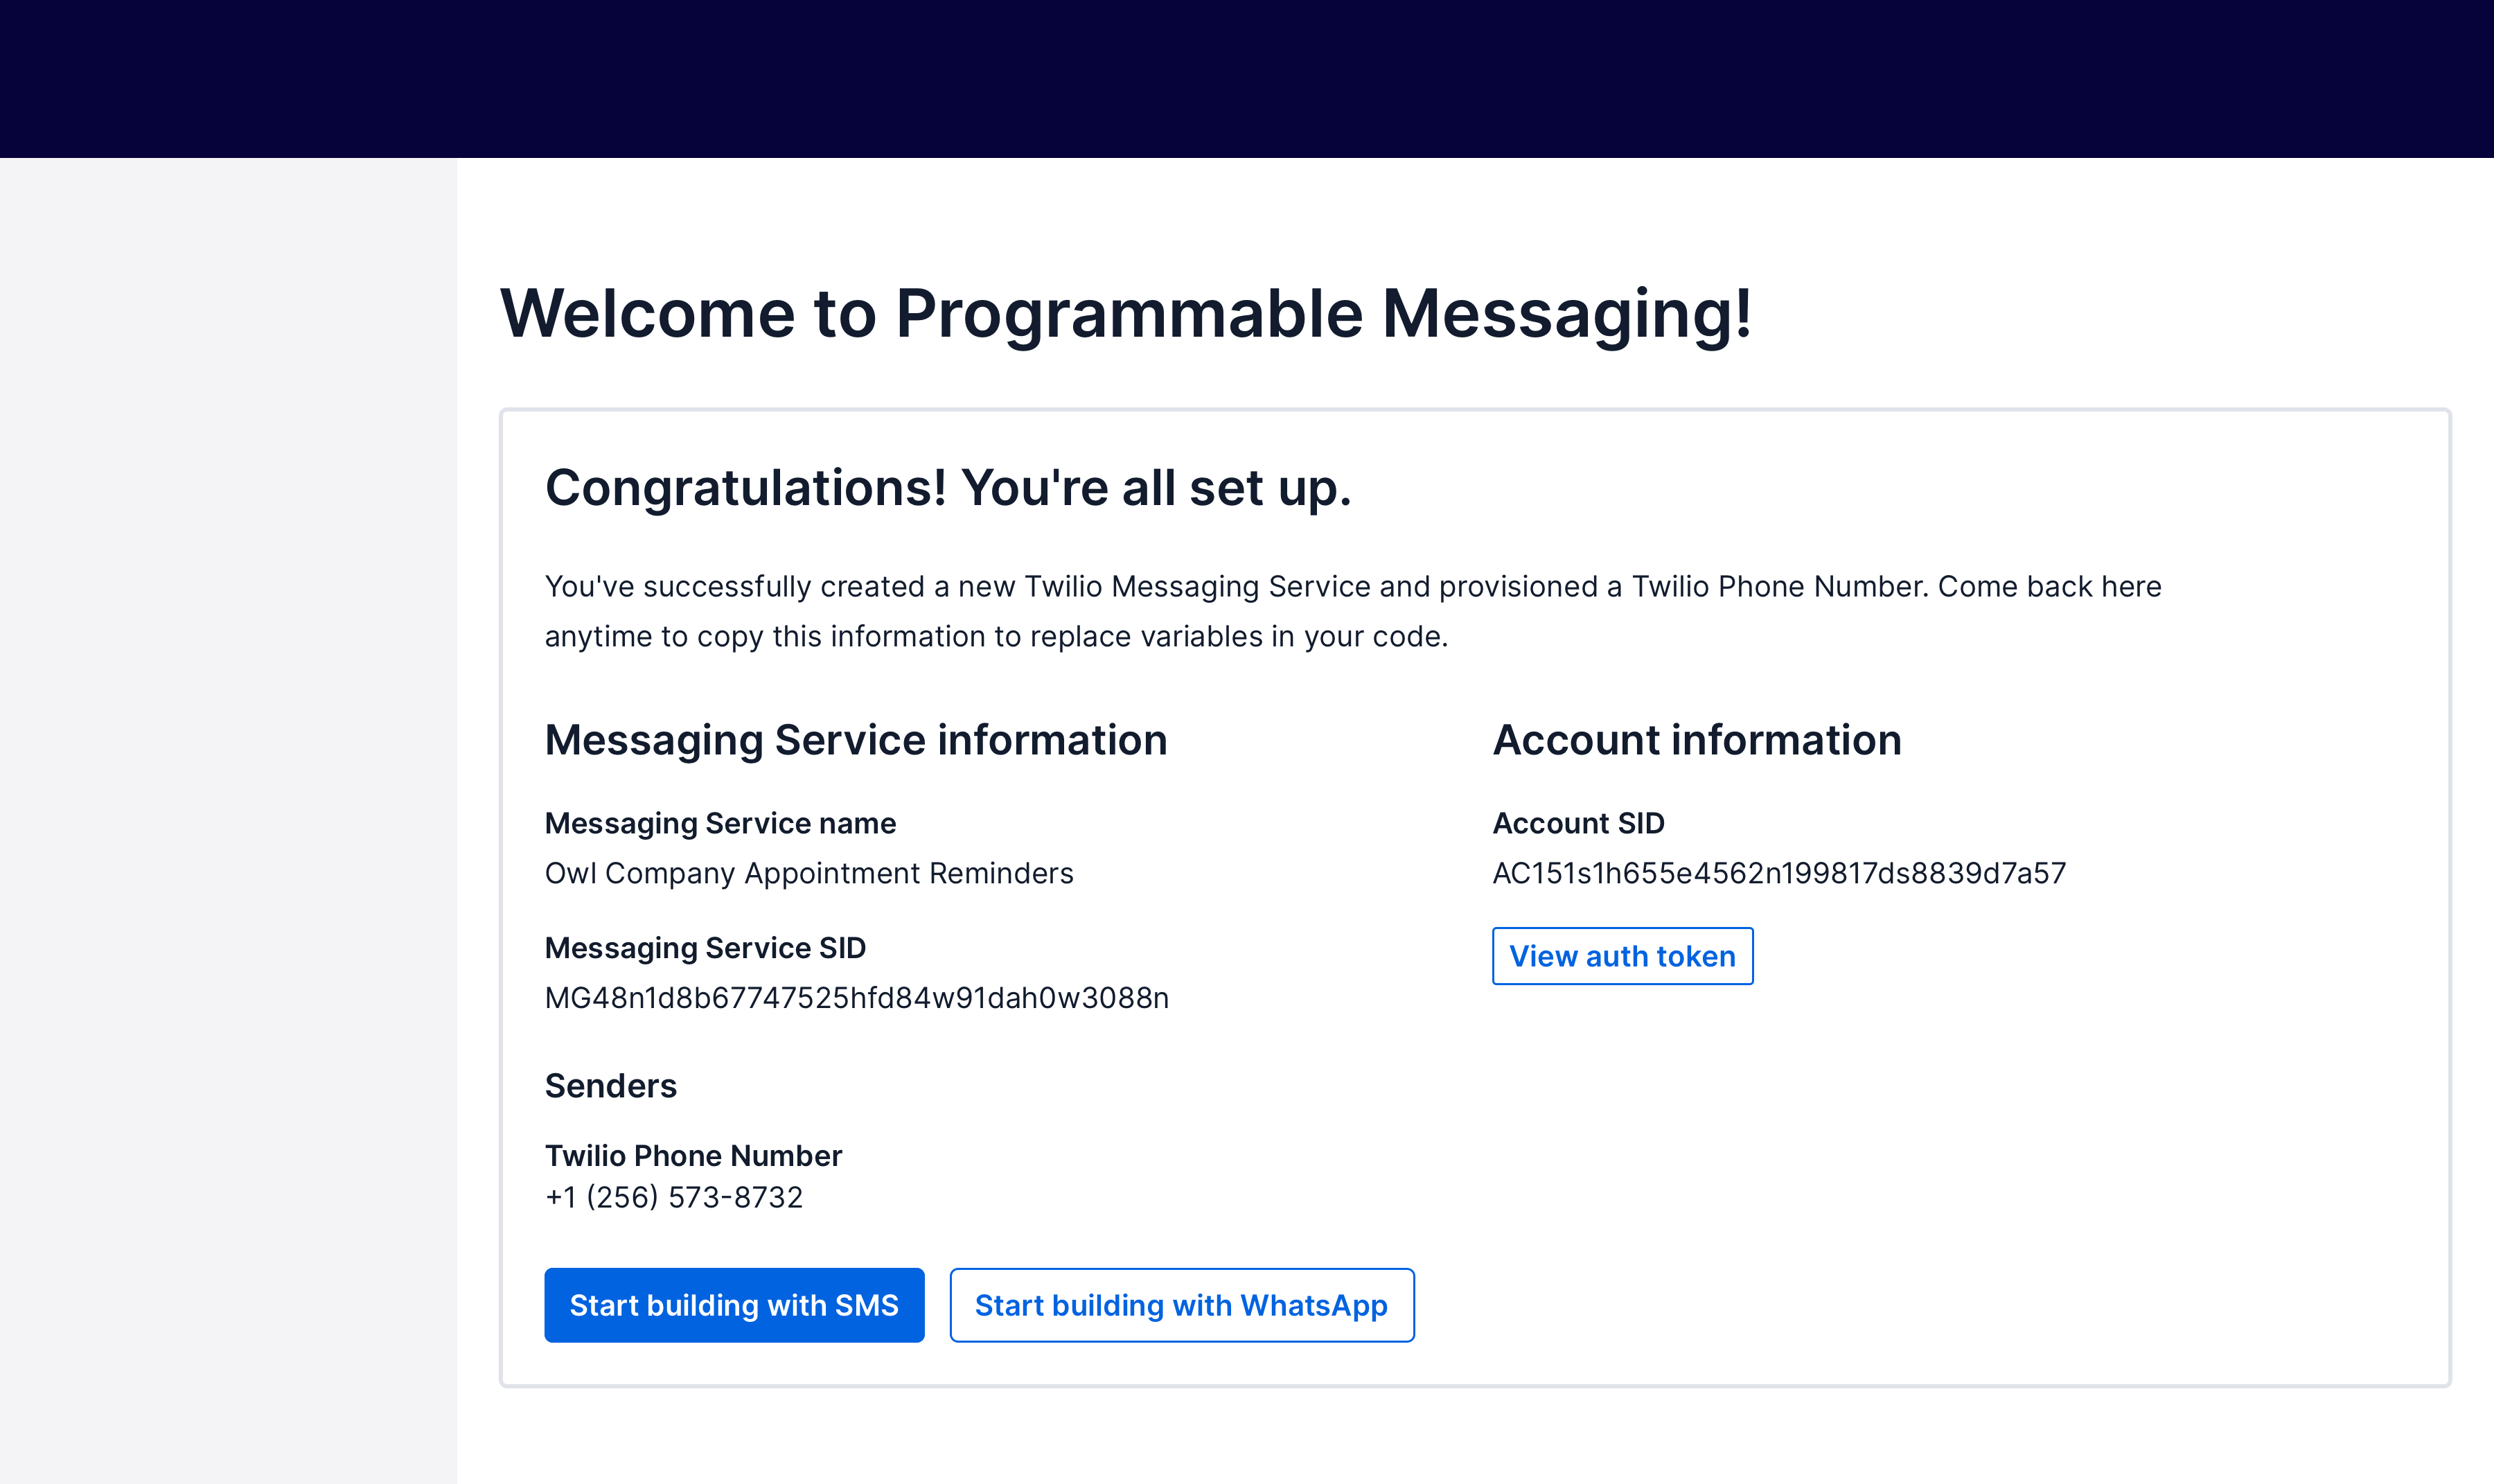 Welcome to Programmable Messaging!
Congratulations! You're all set up.
You've successfully created a new Twilio Messaging Service and provisioned a Twilio Phone Number. Come back here
anytime to copy this information to replace variables in your code.
Messaging Service information
Messaging Service name
Owl Company Appointment Reminders
Messaging Service SID
MG48n1d8b67747525hfd84w91dah0w3088n
Senders
Twilio Phone Number
+1 (256) 573-8732
Account information
Account SID
AC151s1h655e4562n199817ds8839d7a57
View auth token
Start building with SMS
Start building with WhatsApp